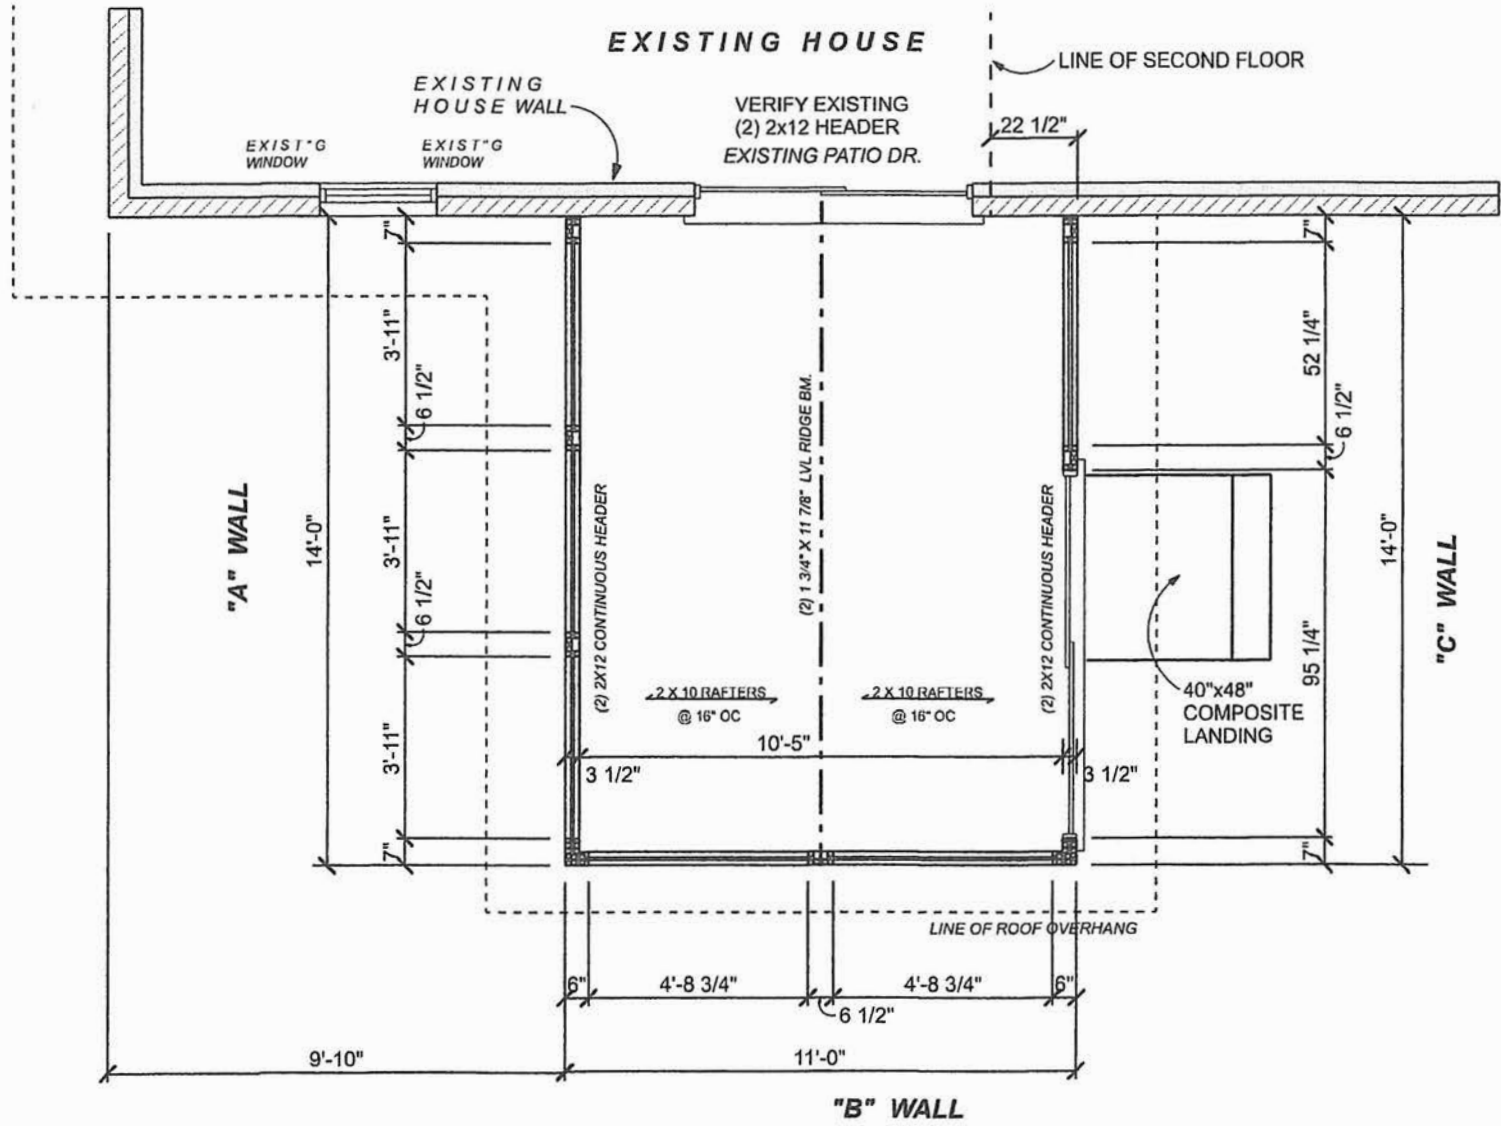 EXISTING HOUSE
LINE OF SECOND FLOOR
EXISTING
HOUSE WALL
VERIFY EXISTING
(2) 2x12 HEADER
EXISTING PATIO DR.
22 1/2"
EXIST"G
WINDOW
EXIST"G
WINDOW
7"
3'-11"
6 1/2"
3'-11"
6 1/2"
3'-11"
7"
14'-0"
"A" WALL
(2) 2X12 CONTINUOUS HEADER
(2) 1 3/4" X 11 7/8" LVL RIDGE BM.
(2) 2X12 CONTINUOUS HEADER
2 X 10 RAFTERS
@ 16" OC
2 X 10 RAFTERS
@ 16" OC
10'-5"
3 1/2"
3 1/2"
7"
52 1/4"
6 1/2"
95 1/4"
7"
14'-0"
"C" WALL
40"x48"
COMPOSITE
LANDING
LINE OF ROOF OVERHANG
6"
4'-8 3/4"
6 1/2"
4'-8 3/4"
6"
9'-10"
11'-0"
"B" WALL